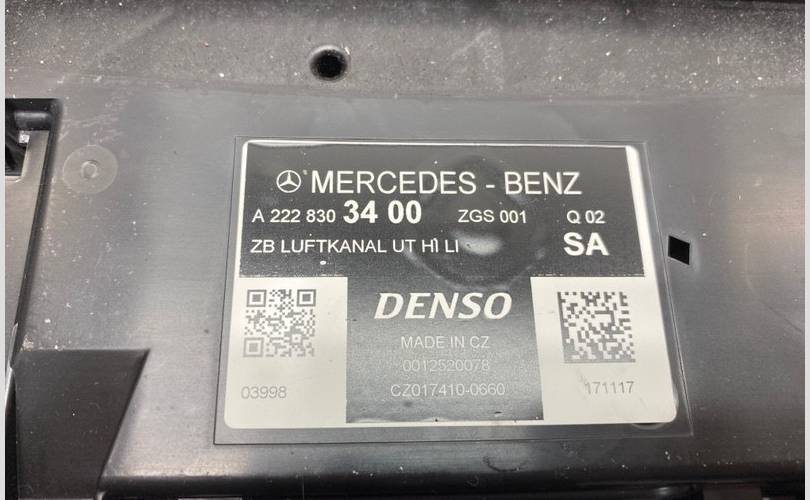 MERCEDES - BENZ
A 222 830 34 00 ZGS 001 Q 02
ZB LUFTKANAL UT HI LI SA
DENSO
MADE IN CZ
0012520078
03998 CZ017410-0660 171117